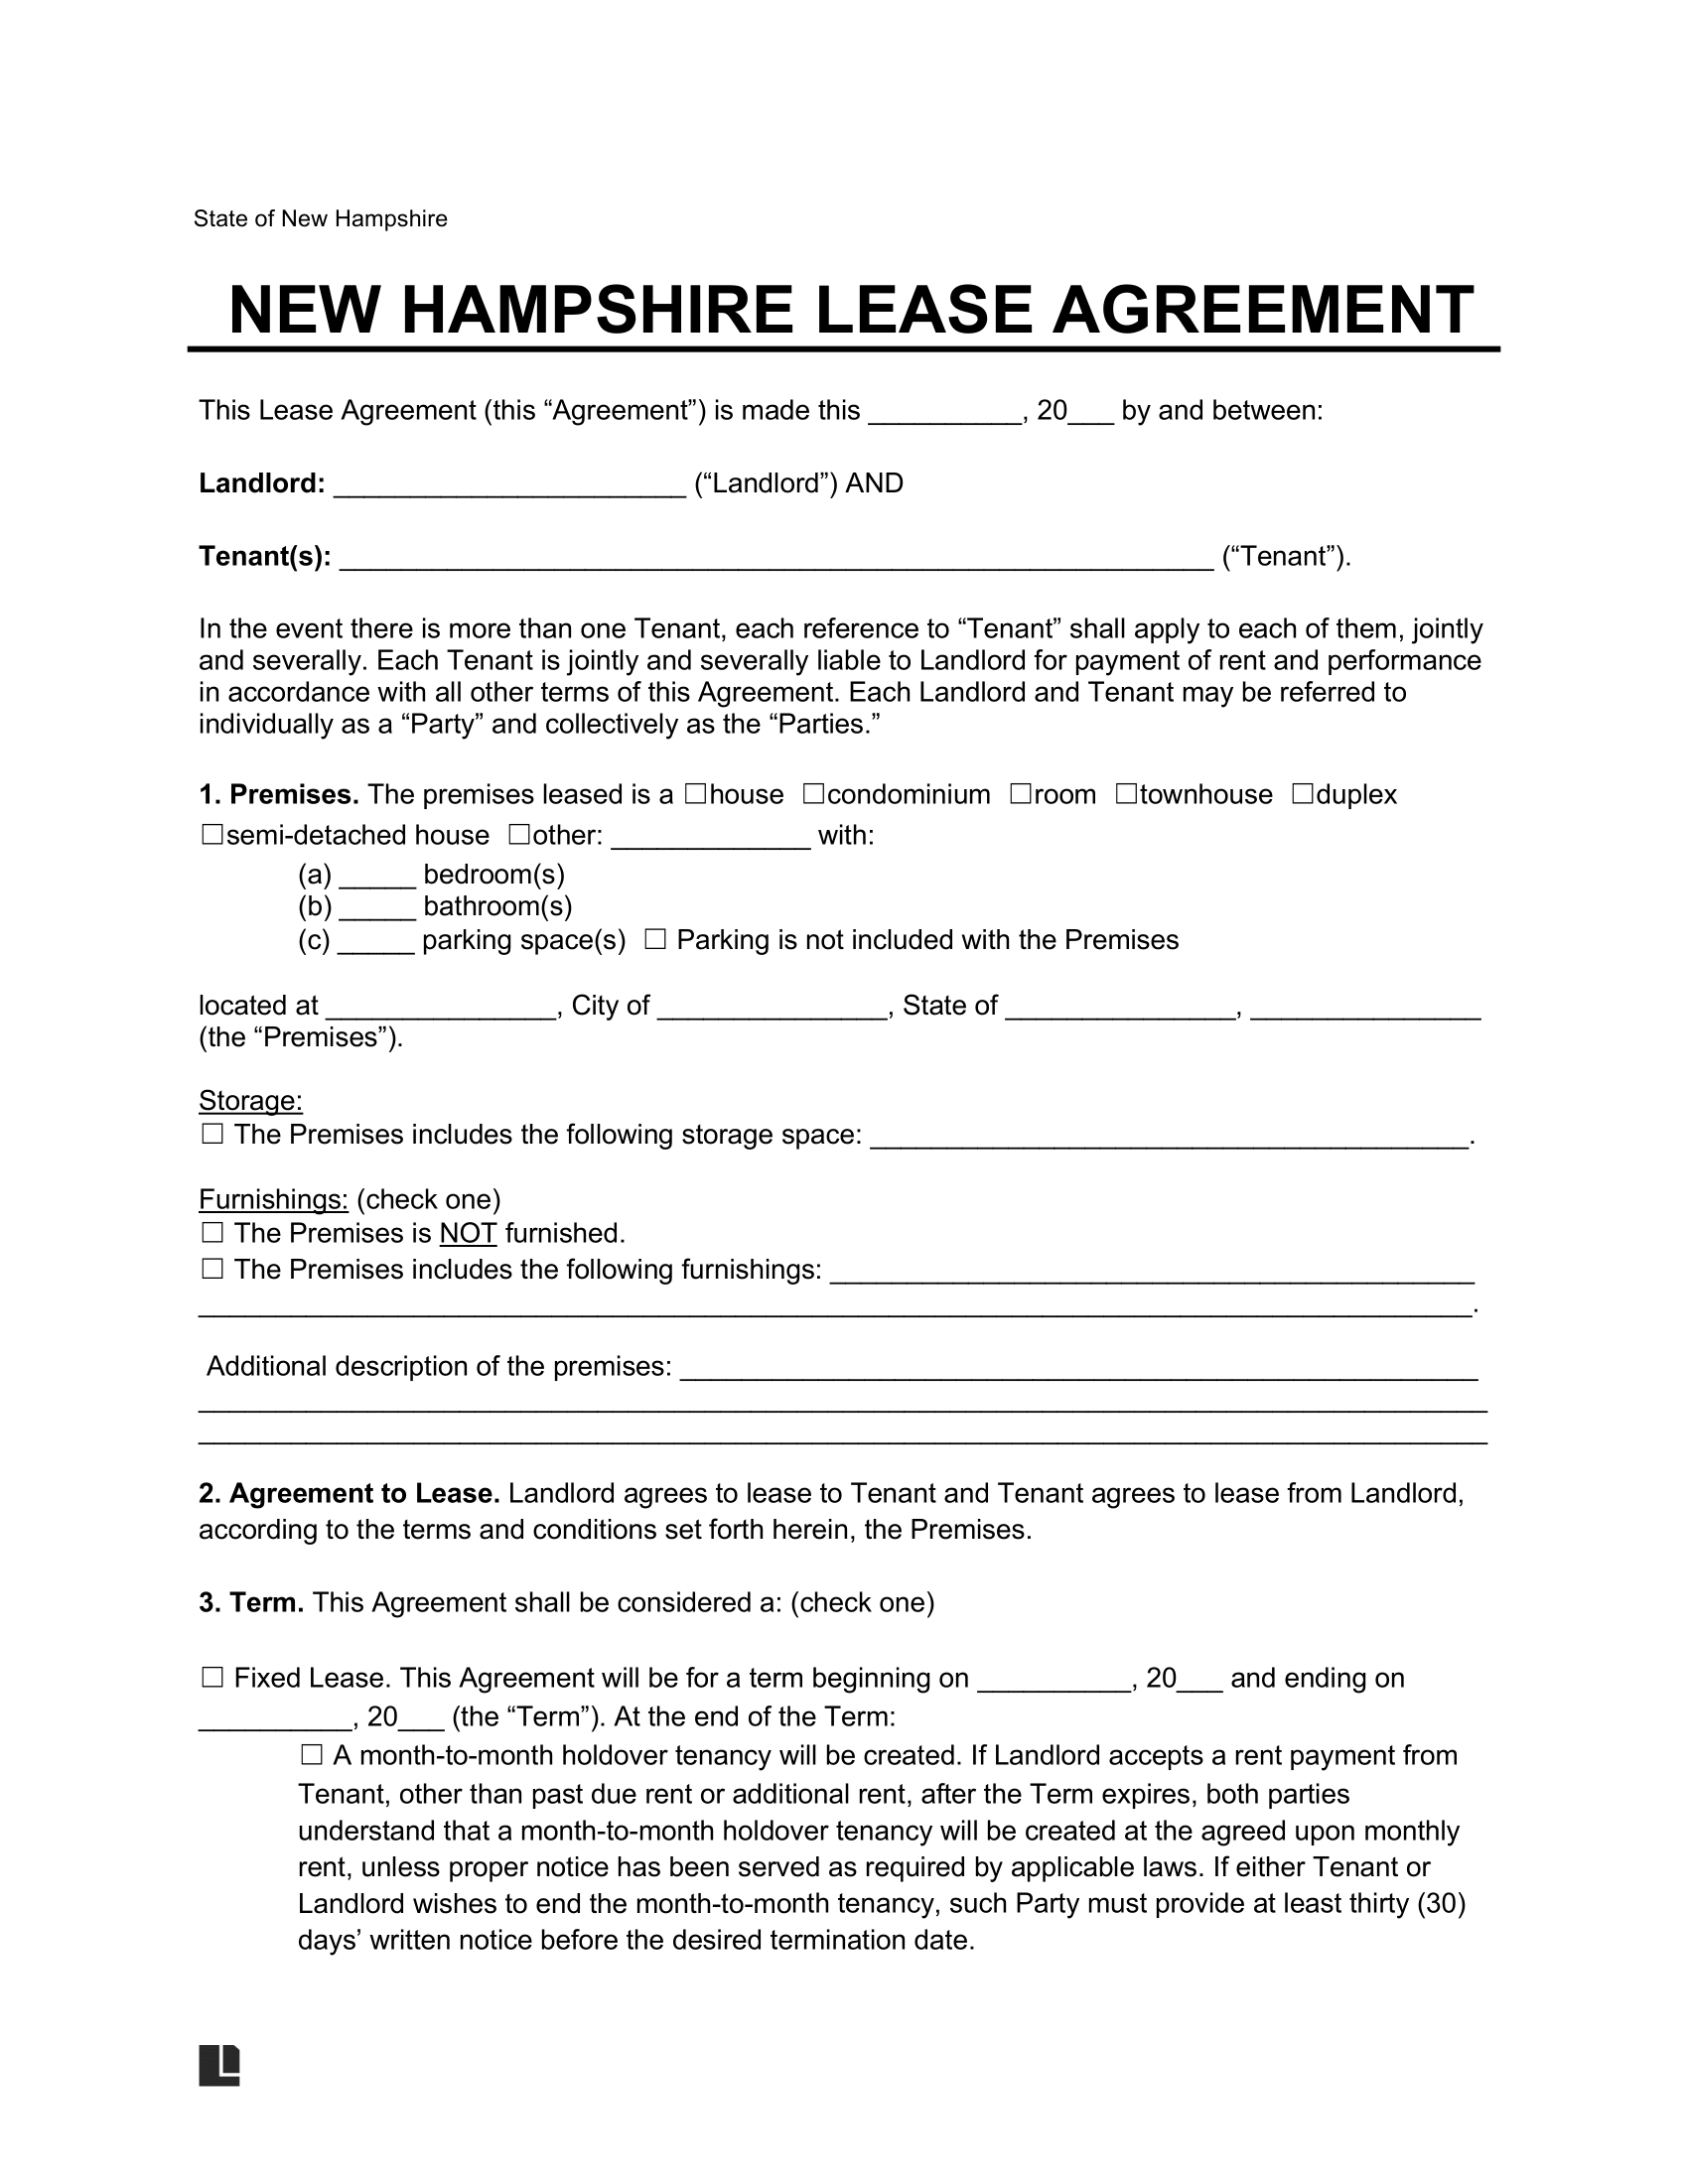 State of New Hampshire
NEW HAMPSHIRE LEASE AGREEMENT
This Lease Agreement (this “Agreement”) is made this __________, 20___ by and between:
Landlord: _______________________ (“Landlord”) AND
Tenant(s): _________________________________________________________ (“Tenant”).
In the event there is more than one Tenant, each reference to “Tenant” shall apply to each of them, jointly
and severally. Each Tenant is jointly and severally liable to Landlord for payment of rent and performance
in accordance with all other terms of this Agreement. Each Landlord and Tenant may be referred to
individually as a “Party” and collectively as the “Parties.”
1. Premises. The premises leased is a ☐house ☐condominium ☐room ☐townhouse ☐duplex
☐semi-detached house ☐other: _____________ with:
(a) _____ bedroom(s)
(b) _____ bathroom(s)
(c) _____ parking space(s) ☐ Parking is not included with the Premises
located at _______________, City of _______________, State of _______________, _______________
(the “Premises”).
Storage:
☐ The Premises includes the following storage space: _______________________________________.
Furnishings: (check one)
☐ The Premises is NOT furnished.
☐ The Premises includes the following furnishings: __________________________________________
___________________________________________________________________________________.
Additional description of the premises: ____________________________________________________
____________________________________________________________________________________
____________________________________________________________________________________
2. Agreement to Lease. Landlord agrees to lease to Tenant and Tenant agrees to lease from Landlord,
according to the terms and conditions set forth herein, the Premises.
3. Term. This Agreement shall be considered a: (check one)
☐ Fixed Lease. This Agreement will be for a term beginning on __________, 20___ and ending on
__________, 20___ (the “Term”). At the end of the Term:
☐ A month-to-month holdover tenancy will be created. If Landlord accepts a rent payment from
Tenant, other than past due rent or additional rent, after the Term expires, both parties
understand that a month-to-month holdover tenancy will be created at the agreed upon monthly
rent, unless proper notice has been served as required by applicable laws. If either Tenant or
Landlord wishes to end the month-to-month tenancy, such Party must provide at least thirty (30)
days’ written notice before the desired termination date.